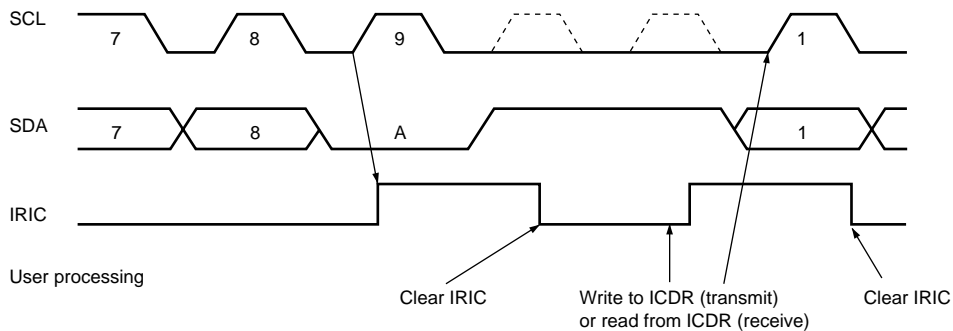 SCL
7 8 9 1
SDA
7 8 A 1
IRIC
User processing
Clear IRIC
Write to ICDR (transmit)
or read from ICDR (receive)
Clear IRIC